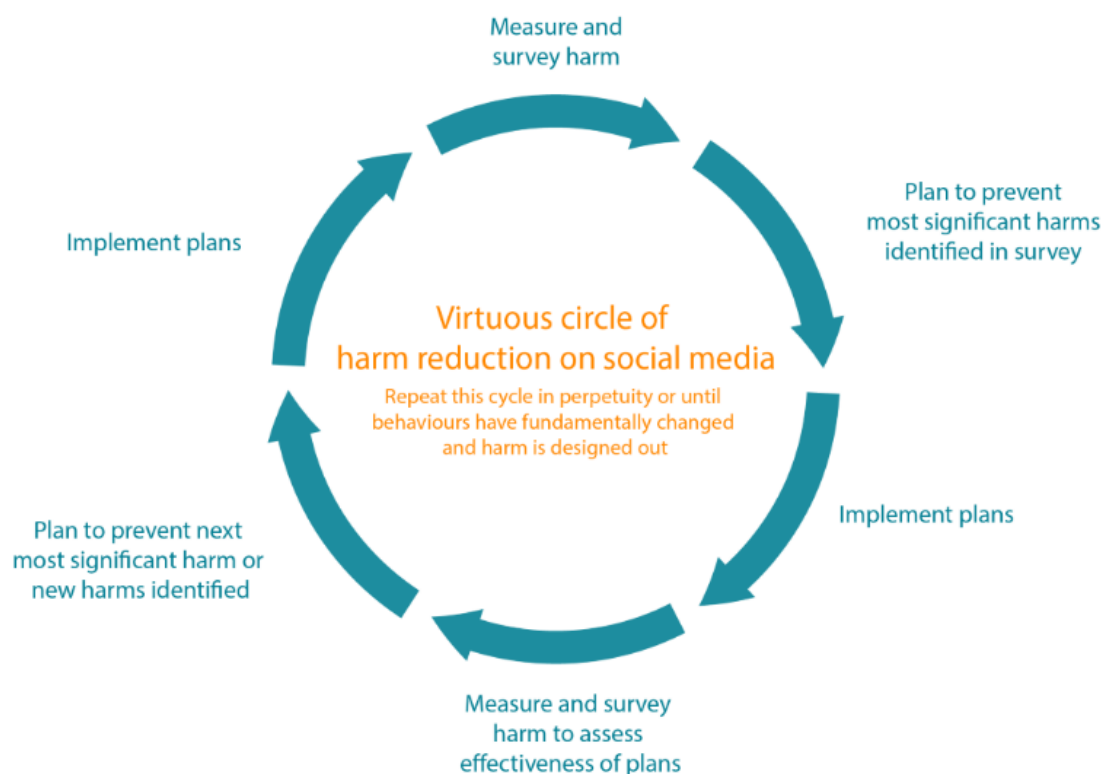 Measure and
survey harm
Plan to prevent
most significant harms
identified in survey
Implement plans
Measure and survey
harm to assess
effectiveness of plans
Plan to prevent next
most significant harm or
new harms identified
Implement plans
Virtuous circle of
harm reduction on social media
Repeat this cycle in perpetuity or until
behaviours have fundamentally changed
and harm is designed out